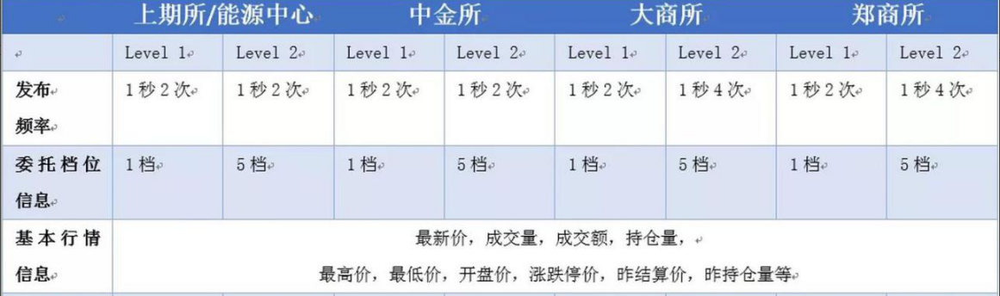 上期所/能源中心 中金所 大商所 郑商所
Level 1 Level 2 Level 1 Level 2 Level 1 Level 2 Level 1 Level 2
发布 1秒2次 1秒2次 1秒2次 1秒2次 1秒2次 1秒4次 1秒2次 1秒4次
频率
委托档位 1档 5档 1档 5档 1档 5档 1档 5档
信息
基本行情 最新价，成交量，成交额，持仓量，
信息 最高价，最低价，开盘价，涨跌停价，昨结算价，昨持仓量等